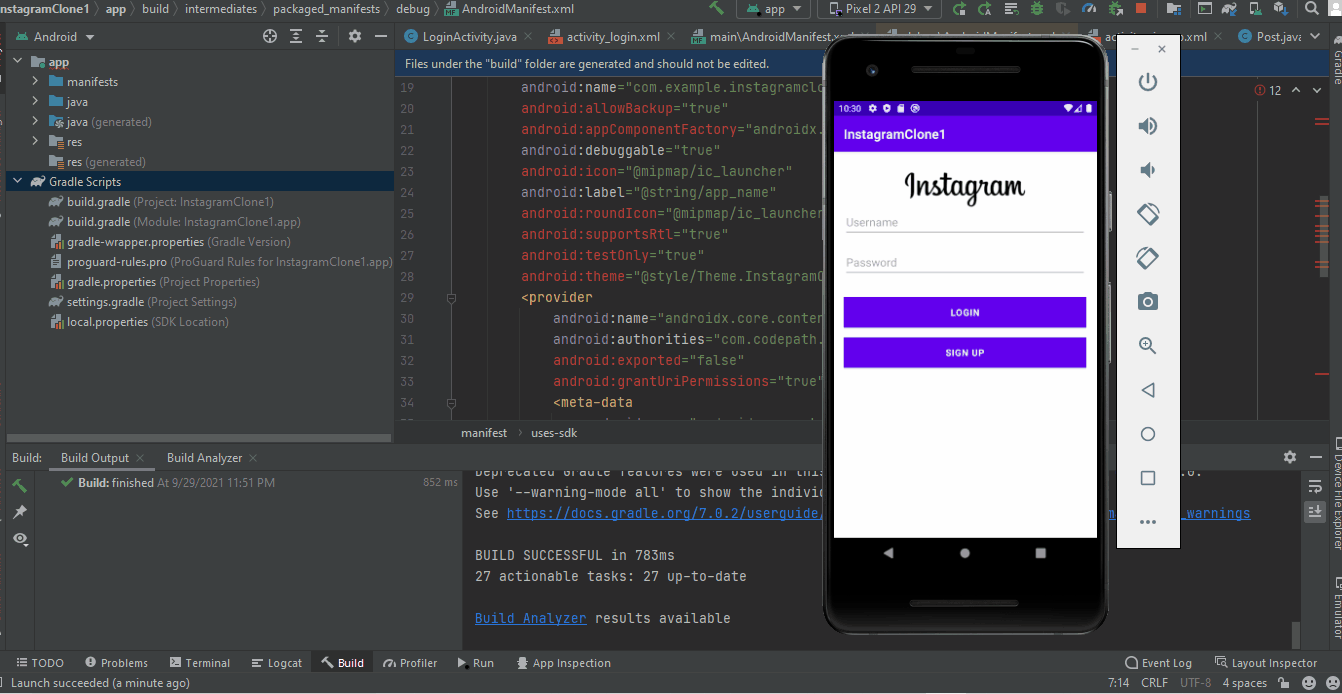 nstagramClone1 app build intermediates packaged_manifests debug AndroidManifest.xml
app Pixel 2 API 29
Android
LoginActivity.java activity_login.xml main\AndroidManifest.xml
.xml Post.java
Files under the "build" folder are generated and should not be edited.
app
manifests
java
java (generated)
res
res (generated)
Gradle Scripts
build.gradle (Project: InstagramClone1)
build.gradle (Module: InstagramClone1.app)
gradle-wrapper.properties (Gradle Version)
proguard-rules.pro (ProGuard Rules for InstagramClone1.app)
gradle.properties (Project Properties)
settings.gradle (Project Settings)
local.properties (SDK Location)
19 android:name="com.example.instagramclo
20 android:allowBackup="true"
21 android:appComponentFactory="androidx.
22 android:debuggable="true"
23 android:icon="@mipmap/ic_launcher"
24 android:label="@string/app_name"
25 android:roundIcon="@mipmap/ic_launcher
26 android:supportsRtl="true"
27 android:testOnly="true"
28 android:theme="@style/Theme.InstagramC
29 <provider
30 android:name="androidx.core.conten
31 android:authorities="com.codepath.
32 android:exported="false"
33 android:grantUriPermissions="true"
34 <meta-data
12
manifest uses-sdk
10:30
InstagramClone1
Instagram
Username
Password
LOGIN
SIGN UP
Gradle
Device File Explorer
Emulator
Build: Build Output Build Analyzer
Build: finished At 9/29/2021 11:51 PM 852 ms
Deprecated Gradle features were used in this
Use '--warning-mode all' to show the individ
See https://docs.gradle.org/7.0.2/userguide/ _warnings
BUILD SUCCESSFUL in 783ms
27 actionable tasks: 27 up-to-date
Build Analyzer results available
TODO Problems Terminal Logcat Build Profiler Run App Inspection Event Log Layout Inspector
Launch succeeded (a minute ago) 7:14 CRLF UTF-8 4 spaces